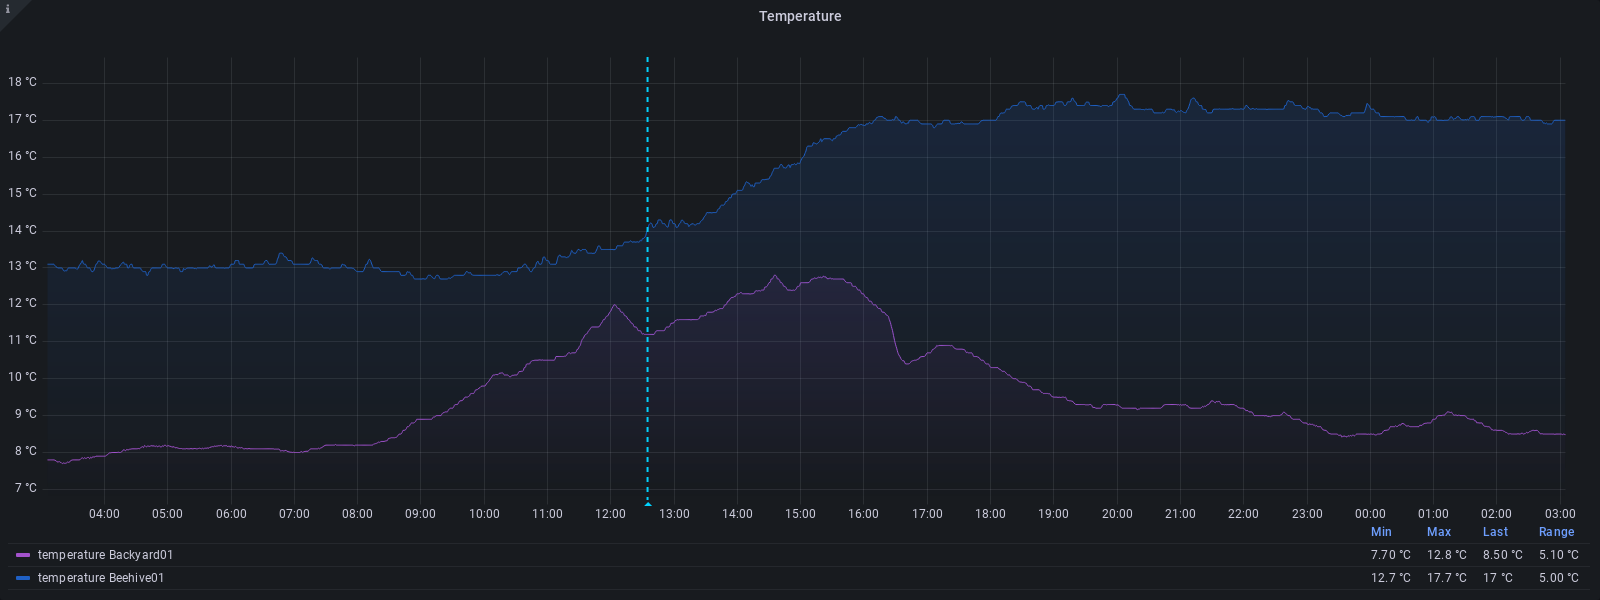 i
Temperature
18 °C
17 °C
16 °C
15 °C
14 °C
13 °C
12 °C
11 °C
10 °C
9 °C
8 °C
7 °C
04:00 05:00 06:00 07:00 08:00 09:00 10:00 11:00 12:00 13:00 14:00 15:00 16:00 17:00 18:00 19:00 20:00 21:00 22:00 23:00 00:00 01:00 02:00 03:00
Min Max Last Range
temperature Backyard01 7.70 °C 12.8 °C 8.50 °C 5.10 °C
temperature Beehive01 12.7 °C 17.7 °C 17 °C 5.00 °C